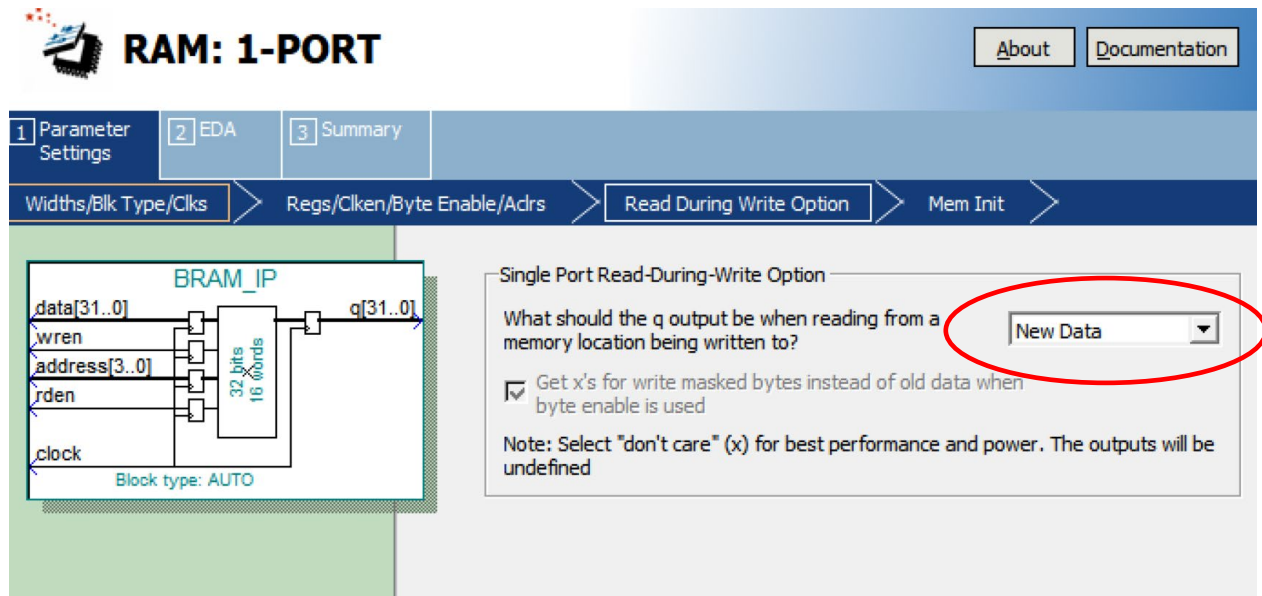 RAM: 1-PORT
About
Documentation
1 Parameter
Settings
2 EDA
3 Summary
Widths/Blk Type/Clks
Regs/Clken/Byte Enable/Adrs
Read During Write Option
Mem Init
BRAM_IP
data[31..0]
q[31..0]
wren
address[3..0]
rden
32 bits
16 words
clock
Block type: AUTO
Single Port Read-During-Write Option
What should the q output be when reading from a
memory location being written to?
New Data
Get x's for write masked bytes instead of old data when
byte enable is used
Note: Select "don't care" (x) for best performance and power. The outputs will be
undefined